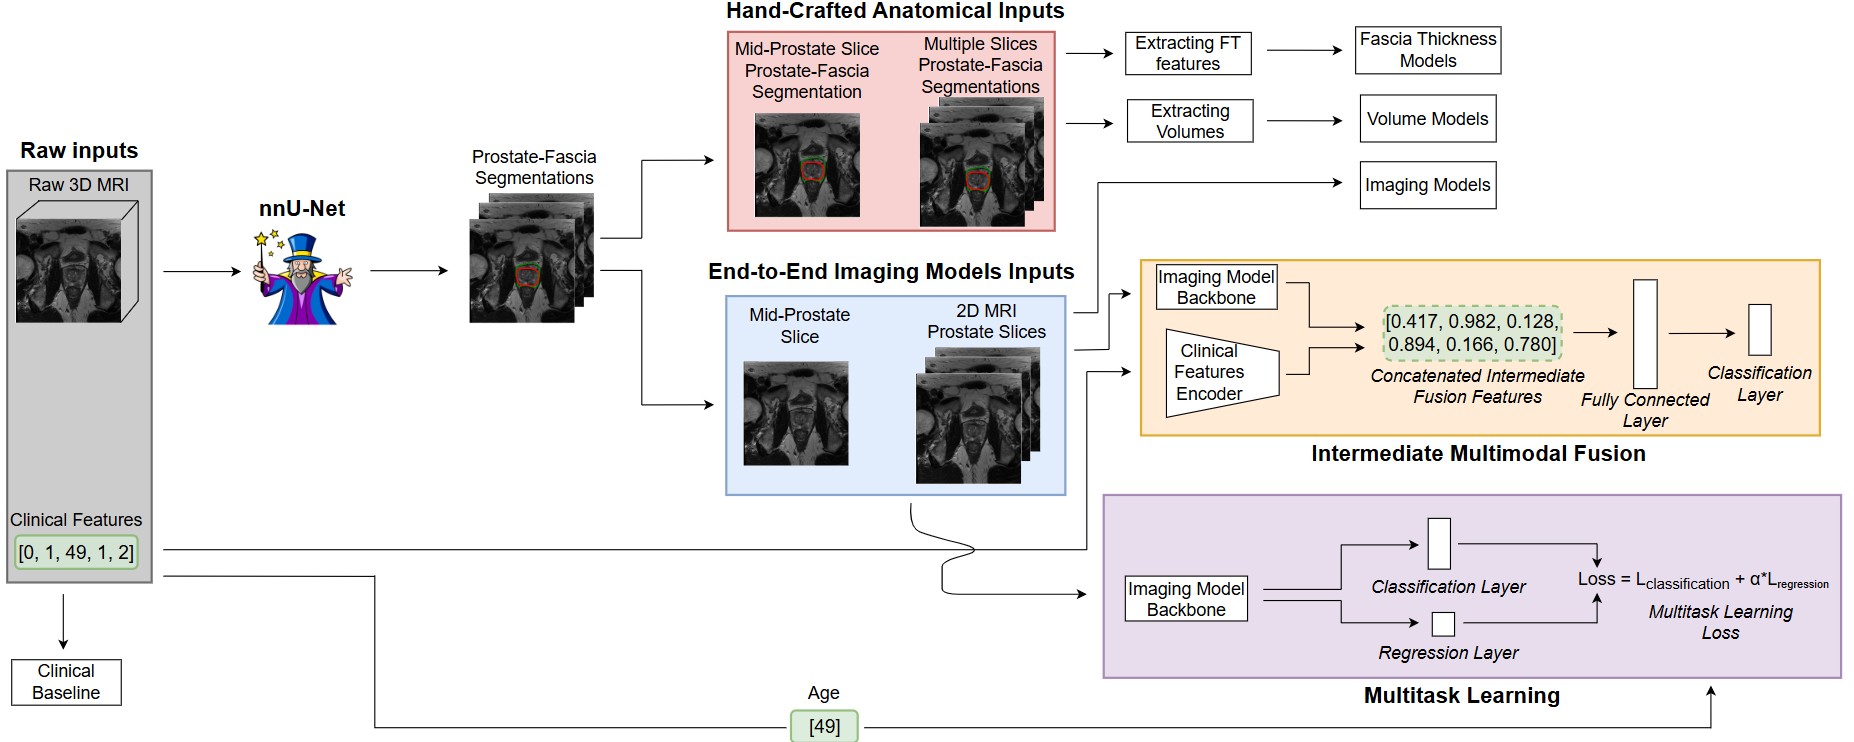 Raw inputs
Raw 3D MRI
Clinical Features
[0, 1, 49, 1, 2]
Clinical
Baseline
nnU-Net
Prostate-Fascia
Segmentations
Hand-Crafted Anatomical Inputs
Mid-Prostate Slice
Prostate-Fascia
Segmentation
Multiple Slices
Prostate-Fascia
Segmentations
Extracting FT
features
Fascia Thickness
Models
Extracting
Volumes
Volume Models
Imaging Models
End-to-End Imaging Models Inputs
Mid-Prostate
Slice
2D MRI
Prostate Slices
Imaging Model
Backbone
Clinical
Features
Encoder
[0.417, 0.982, 0.128,
0.894, 0.166, 0.780]
Concatenated Intermediate
Fusion Features
Fully Connected
Layer
Classification
Layer
Intermediate Multimodal Fusion
Imaging Model
Backbone
Classification Layer
Regression Layer
Loss = Lclassification + α*Lregression
Multitask Learning
Loss
Multitask Learning
Age
[49]